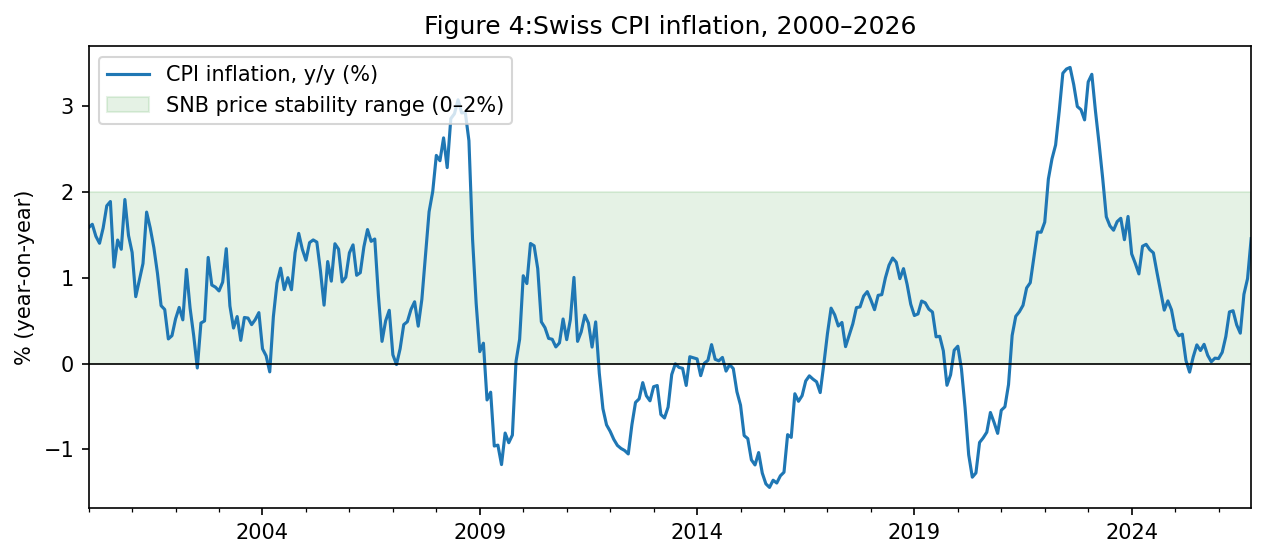 Figure 4:Swiss CPI inflation, 2000–2026
CPI inflation, y/y (%)
SNB price stability range (0–2%)
% (year-on-year)
3
2
1
0
−1
2004
2009
2014
2019
2024